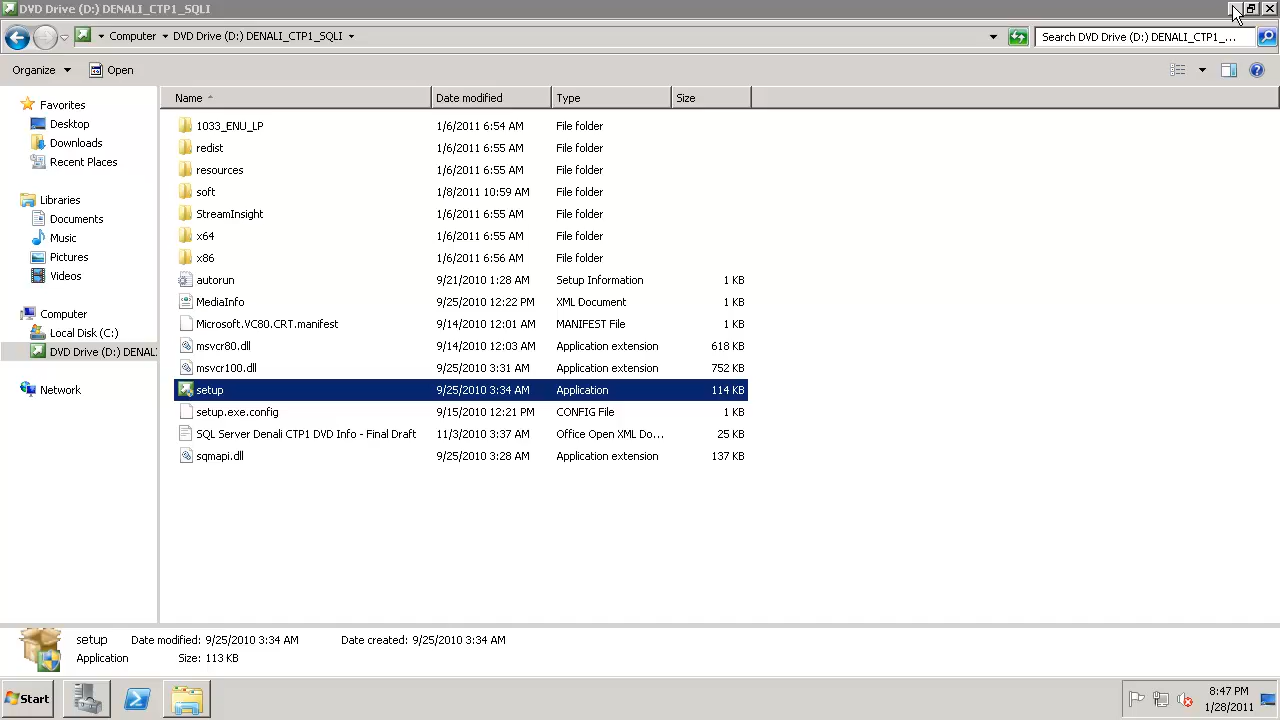 DVD Drive (D:) DENALI_CTP1_SQLI
Computer DVD Drive (D:) DENALI_CTP1_SQLI Search DVD Drive (D:) DENALI_CTP1_...
Organize Open
Name Date modified Type Size
Favorites
Desktop
Downloads
Recent Places
Libraries
Documents
Music
Pictures
Videos
Computer
Local Disk (C:)
DVD Drive (D:) DENALI
Network
1033_ENU_LP 1/6/2011 6:54 AM File folder
redist 1/6/2011 6:55 AM File folder
resources 1/6/2011 6:55 AM File folder
soft 1/8/2011 10:59 AM File folder
StreamInsight 1/6/2011 6:55 AM File folder
x64 1/6/2011 6:55 AM File folder
x86 1/6/2011 6:56 AM File folder
autorun 9/21/2010 1:28 AM Setup Information 1 KB
MediaInfo 9/25/2010 12:22 PM XML Document 1 KB
Microsoft.VC80.CRT.manifest 9/14/2010 12:01 AM MANIFEST File 1 KB
msvcr80.dll 9/14/2010 12:03 AM Application extension 618 KB
msvcr100.dll 9/25/2010 3:31 AM Application extension 752 KB
setup 9/25/2010 3:34 AM Application 114 KB
setup.exe.config 9/15/2010 12:21 PM CONFIG File 1 KB
SQL Server Denali CTP1 DVD Info - Final Draft 11/3/2010 3:37 AM Office Open XML Do... 25 KB
sqmapi.dll 9/25/2010 3:28 AM Application extension 137 KB
setup Date modified: 9/25/2010 3:34 AM Date created: 9/25/2010 3:34 AM
Application Size: 113 KB
Start
8:47 PM
1/28/2011